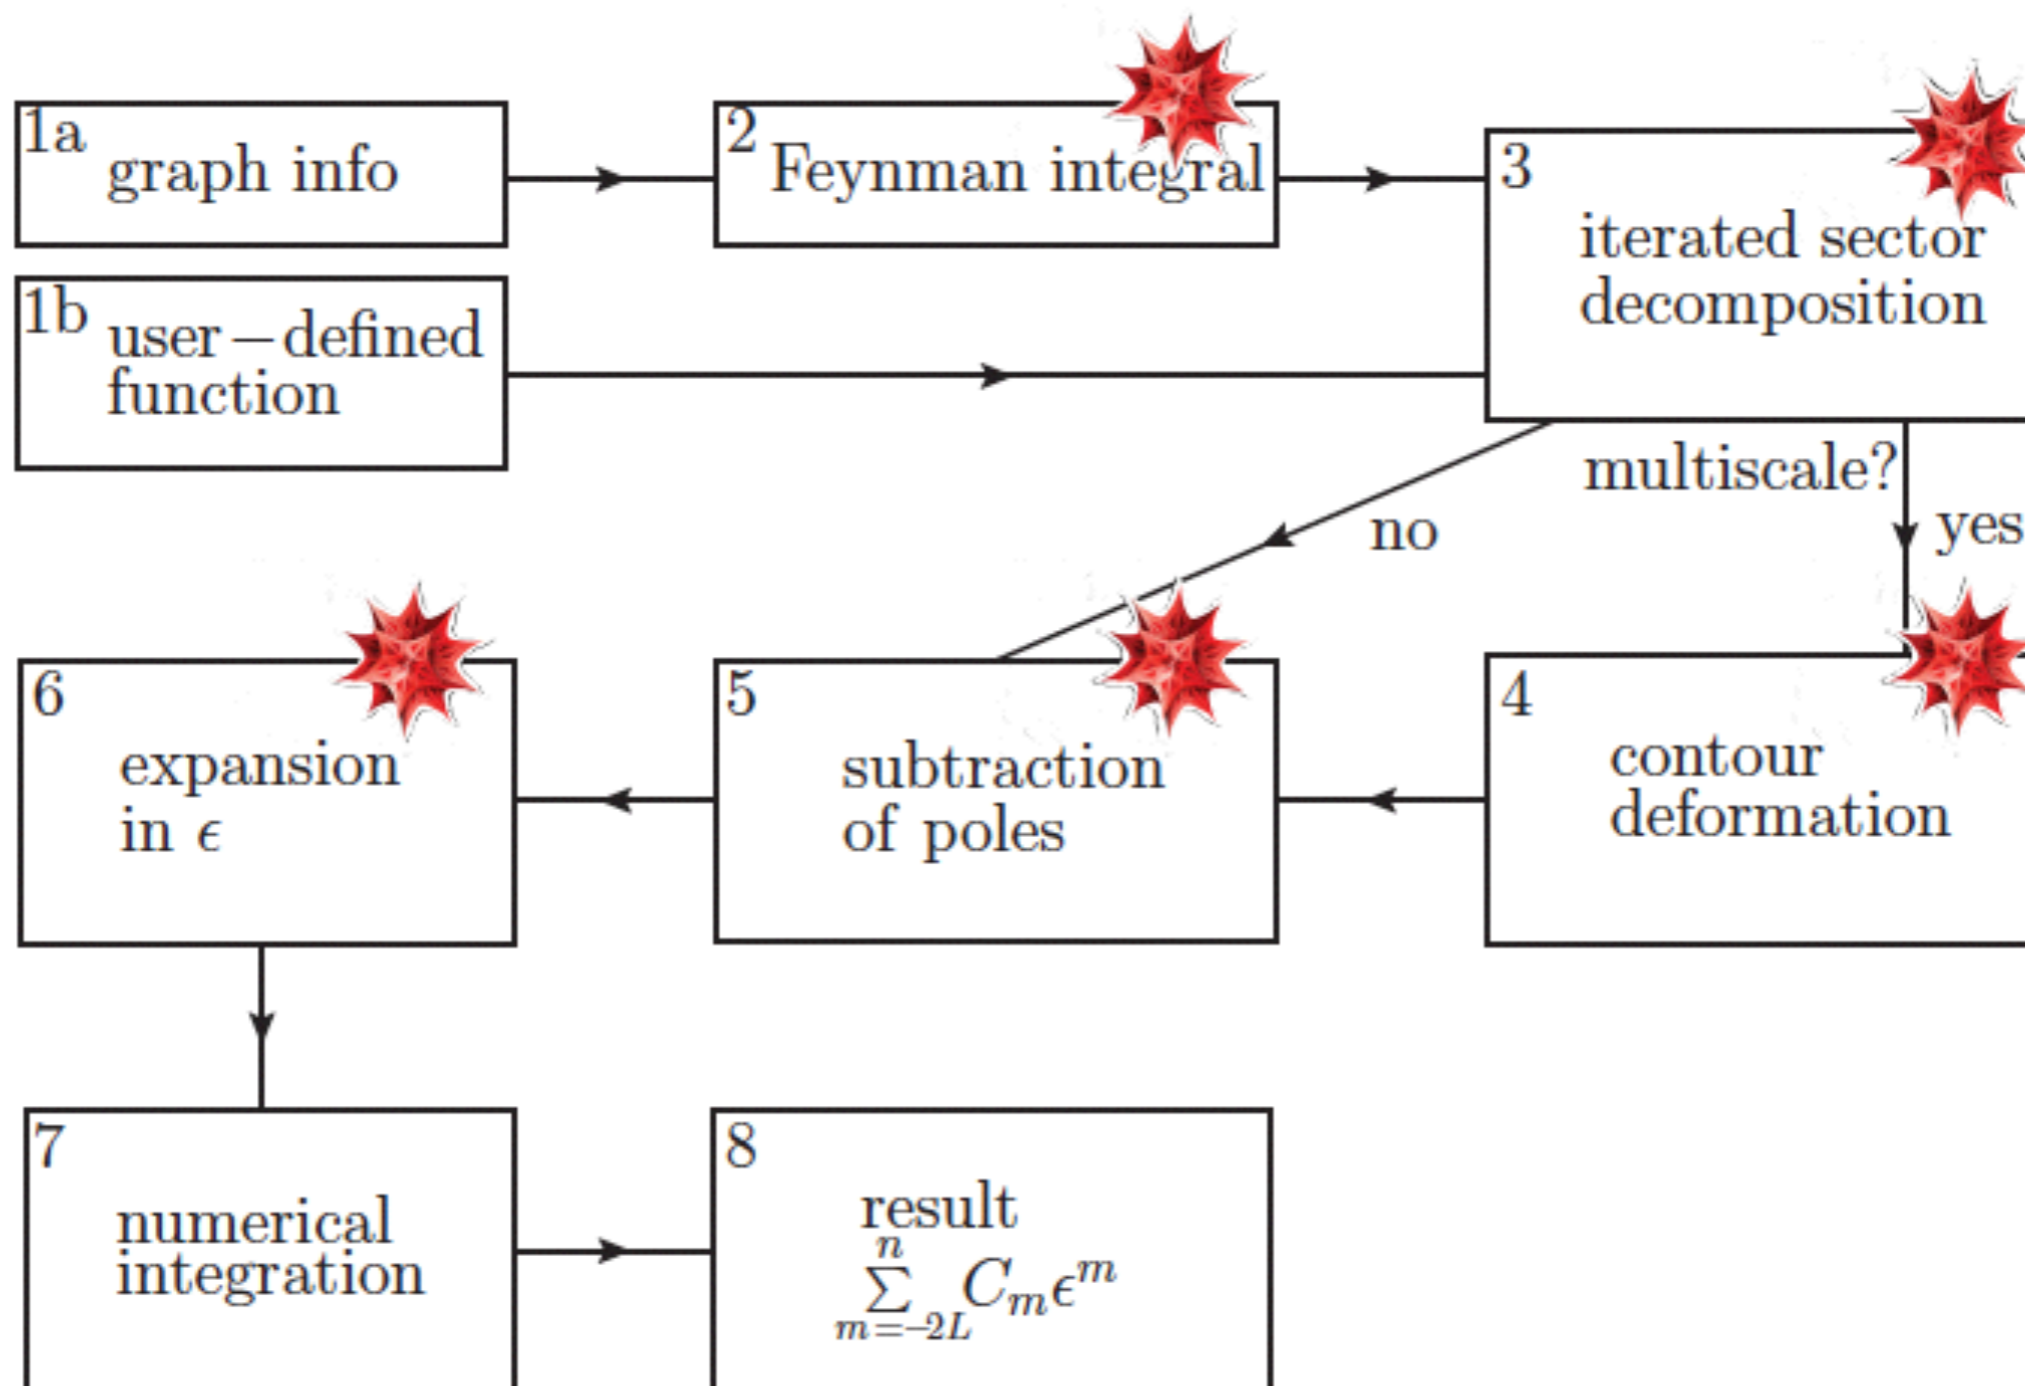 1a
graph info
2
Feynman integral
3
iterated sector
decomposition
1b
user–defined
function
multiscale?
no
yes
6
expansion
in ϵ
5
subtraction
of poles
4
contour
deformation
7
numerical
integration
8
result
n
∑ C_m ϵ^m
m=-2L